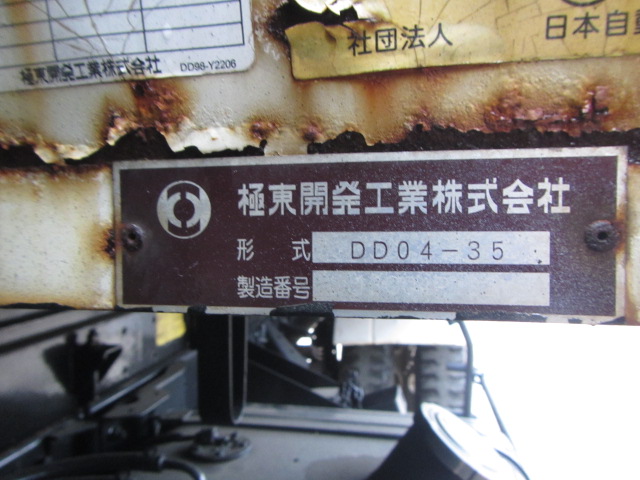 極東開発工業株式会社 DD98-Y2206
社団法人 日本自動
極東開発工業株式会社
形式 DD04-35
製造番号